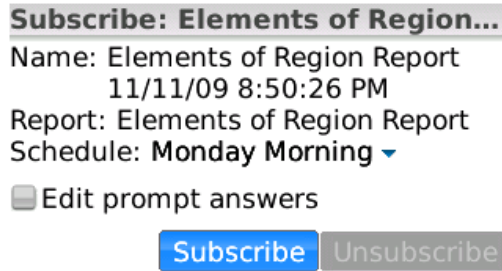 Subscribe: Elements of Region...
Name: Elements of Region Report
11/11/09 8:50:26 PM
Report: Elements of Region Report
Schedule: Monday Morning
Edit prompt answers
Subscribe Unsubscribe